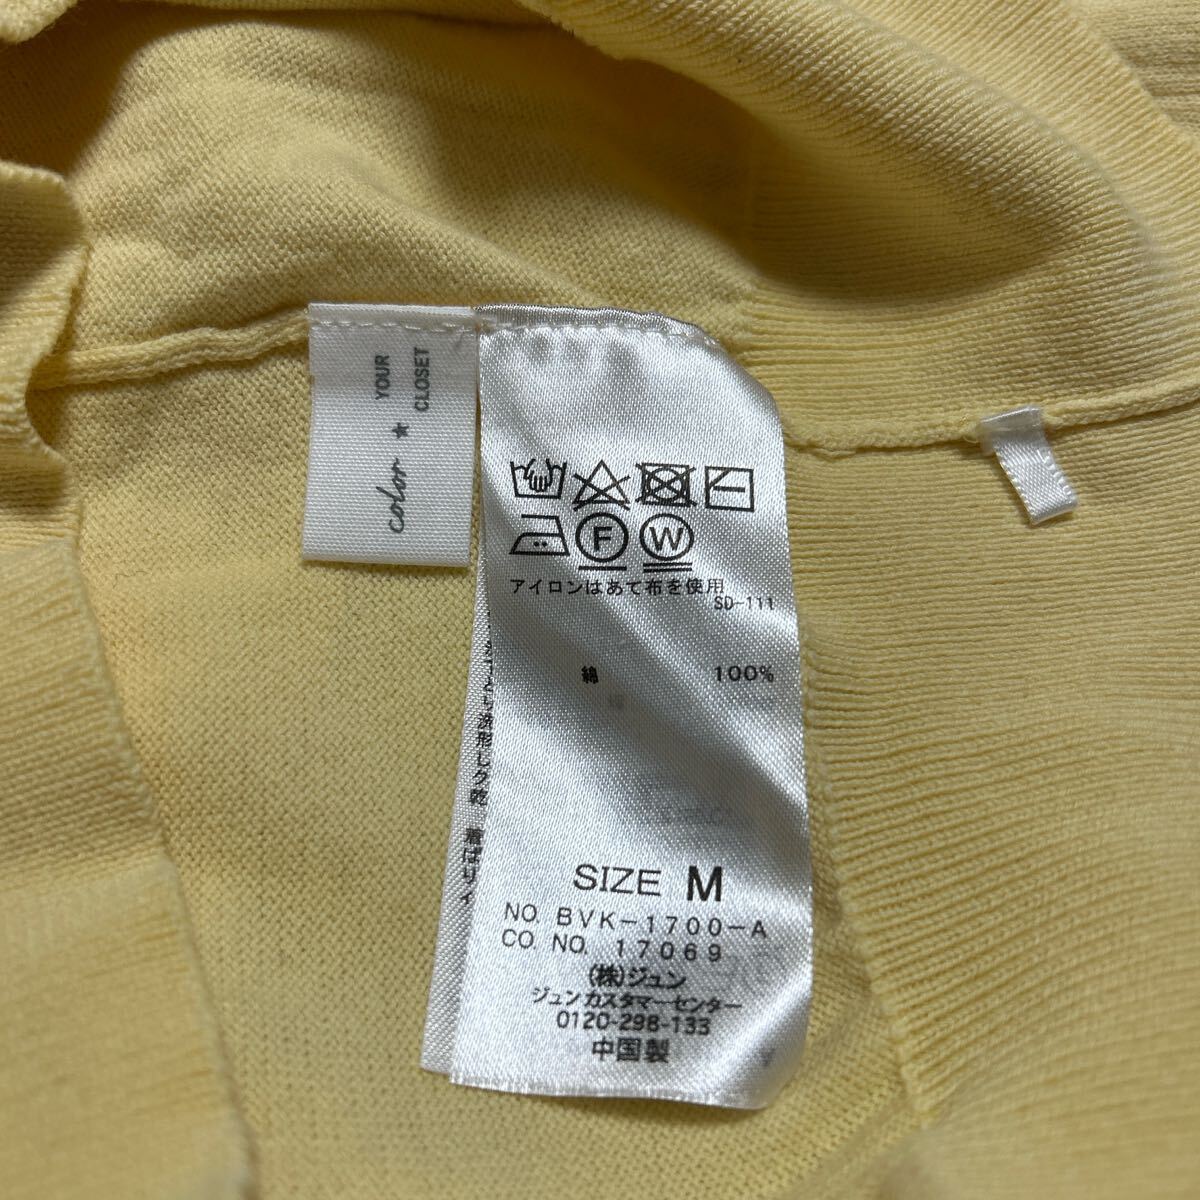 color ★ YOUR CLOSET
F W
アイロンはあて布を使用
SD-111
綿 100%
SIZE M
NO. BVK-1700-A
CO. NO. 17069
(株)ジュン
ジュンカスタマーセンター
0120-298-133
中国製